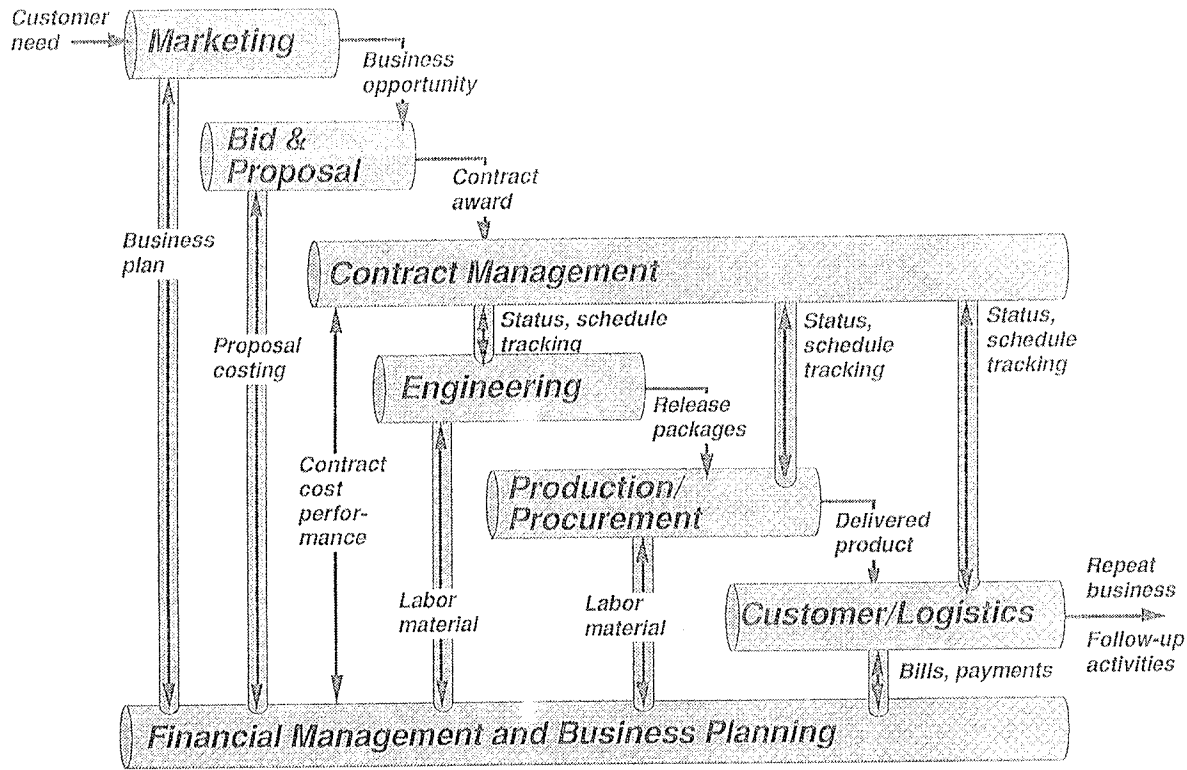 Customer
need
Marketing
Business
opportunity
Bid &
Proposal
Contract
award
Business
plan
Contract Management
Proposal
costing
Status, schedule
tracking
Status,
schedule
tracking
Status,
schedule
tracking
Engineering
Release
packages
Contract
cost
perfor-
mance
Production/
Procurement
Delivered
product
Labor
material
Labor
material
Customer/Logistics
Repeat
business
Follow-up
activities
Bills, payments
Financial Management and Business Planning